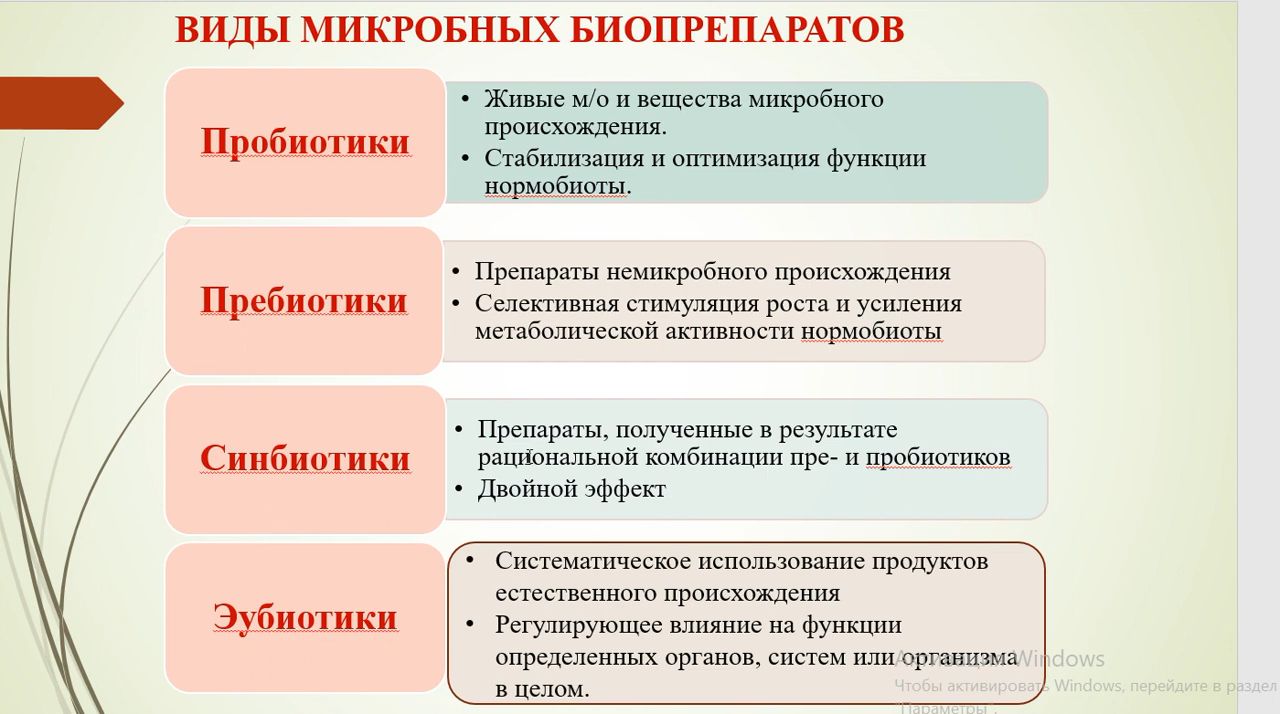 ВИДЫ МИКРОБНЫХ БИОПРЕПАРАТОВ
Пробиотики
• Живые м/о и вещества микробного
происхождения.
• Стабилизация и оптимизация функции
нормобиоты.
Пребиотики
• Препараты немикробного происхождения
• Селективная стимуляция роста и усиления
метаболической активности нормобиоты
Синбиотики
• Препараты, полученные в результате
рациональной комбинации пре- и пробиотиков
• Двойной эффект
Эубиотики
• Систематическое использование продуктов
естественного происхождения
• Регулирующее влияние на функции
определенных органов, систем или организма
в целом.
Активация Windows
Чтобы активировать Windows, перейдите в раздел
"Параметры".